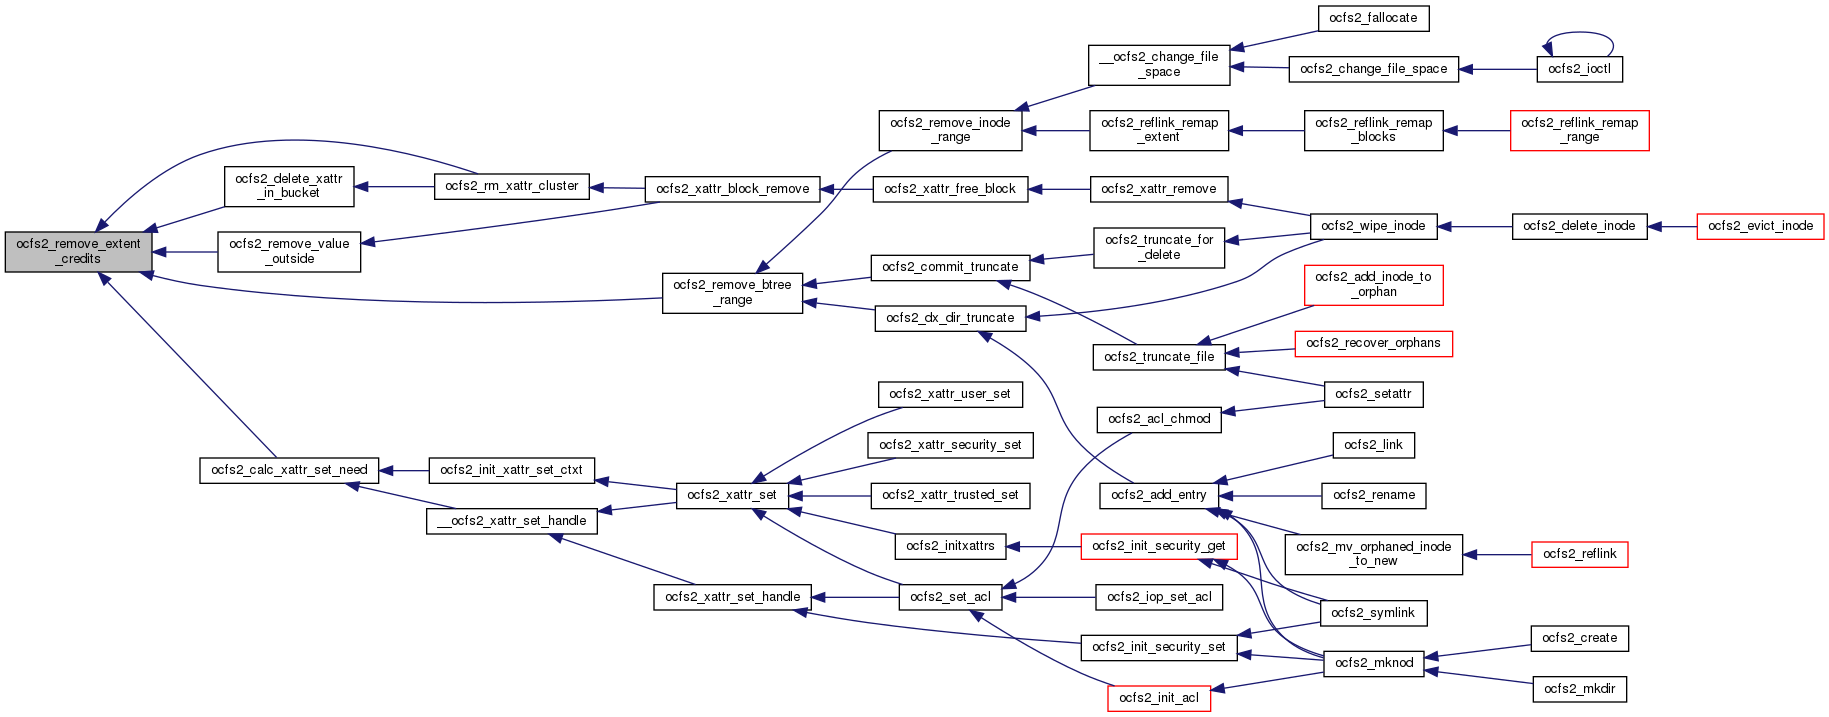 ocfs2_fallocate
__ocfs2_change_file
_space
ocfs2_change_file_space
ocfs2_ioctl
ocfs2_remove_inode
_range
ocfs2_reflink_remap
_extent
ocfs2_reflink_remap
_blocks
ocfs2_reflink_remap
_range
ocfs2_delete_xattr
_in_bucket
ocfs2_rm_xattr_cluster
ocfs2_xattr_block_remove
ocfs2_xattr_free_block
ocfs2_xattr_remove
ocfs2_wipe_inode
ocfs2_delete_inode
ocfs2_evict_inode
ocfs2_remove_extent
_credits
ocfs2_remove_value
_outside
ocfs2_truncate_for
_delete
ocfs2_commit_truncate
ocfs2_remove_btree
_range
ocfs2_add_inode_to
_orphan
ocfs2_dx_dir_truncate
ocfs2_truncate_file
ocfs2_recover_orphans
ocfs2_setattr
ocfs2_xattr_user_set
ocfs2_acl_chmod
ocfs2_xattr_security_set
ocfs2_link
ocfs2_calc_xattr_set_need
ocfs2_init_xattr_set_ctxt
ocfs2_xattr_set
ocfs2_xattr_trusted_set
ocfs2_add_entry
ocfs2_rename
__ocfs2_xattr_set_handle
ocfs2_initxattrs
ocfs2_init_security_get
ocfs2_mv_orphaned_inode
_to_new
ocfs2_reflink
ocfs2_xattr_set_handle
ocfs2_set_acl
ocfs2_iop_set_acl
ocfs2_symlink
ocfs2_init_security_set
ocfs2_mknod
ocfs2_create
ocfs2_init_acl
ocfs2_mkdir